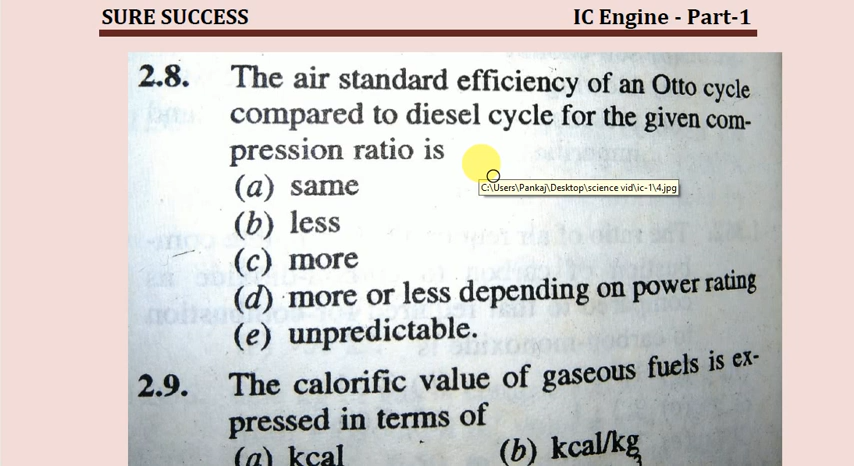 SURE SUCCESS
IC Engine - Part-1
2.8. The air standard efficiency of an Otto cycle
compared to diesel cycle for the given com-
pression ratio is
(a) same
C:\Users\Pankaj\Desktop\science vid\ic-1\4.jpg
(b) less
(c) more
(d) more or less depending on power rating
(e) unpredictable.
2.9. The calorific value of gaseous fuels is ex-
pressed in terms of
(a) kcal (b) kcal/kg